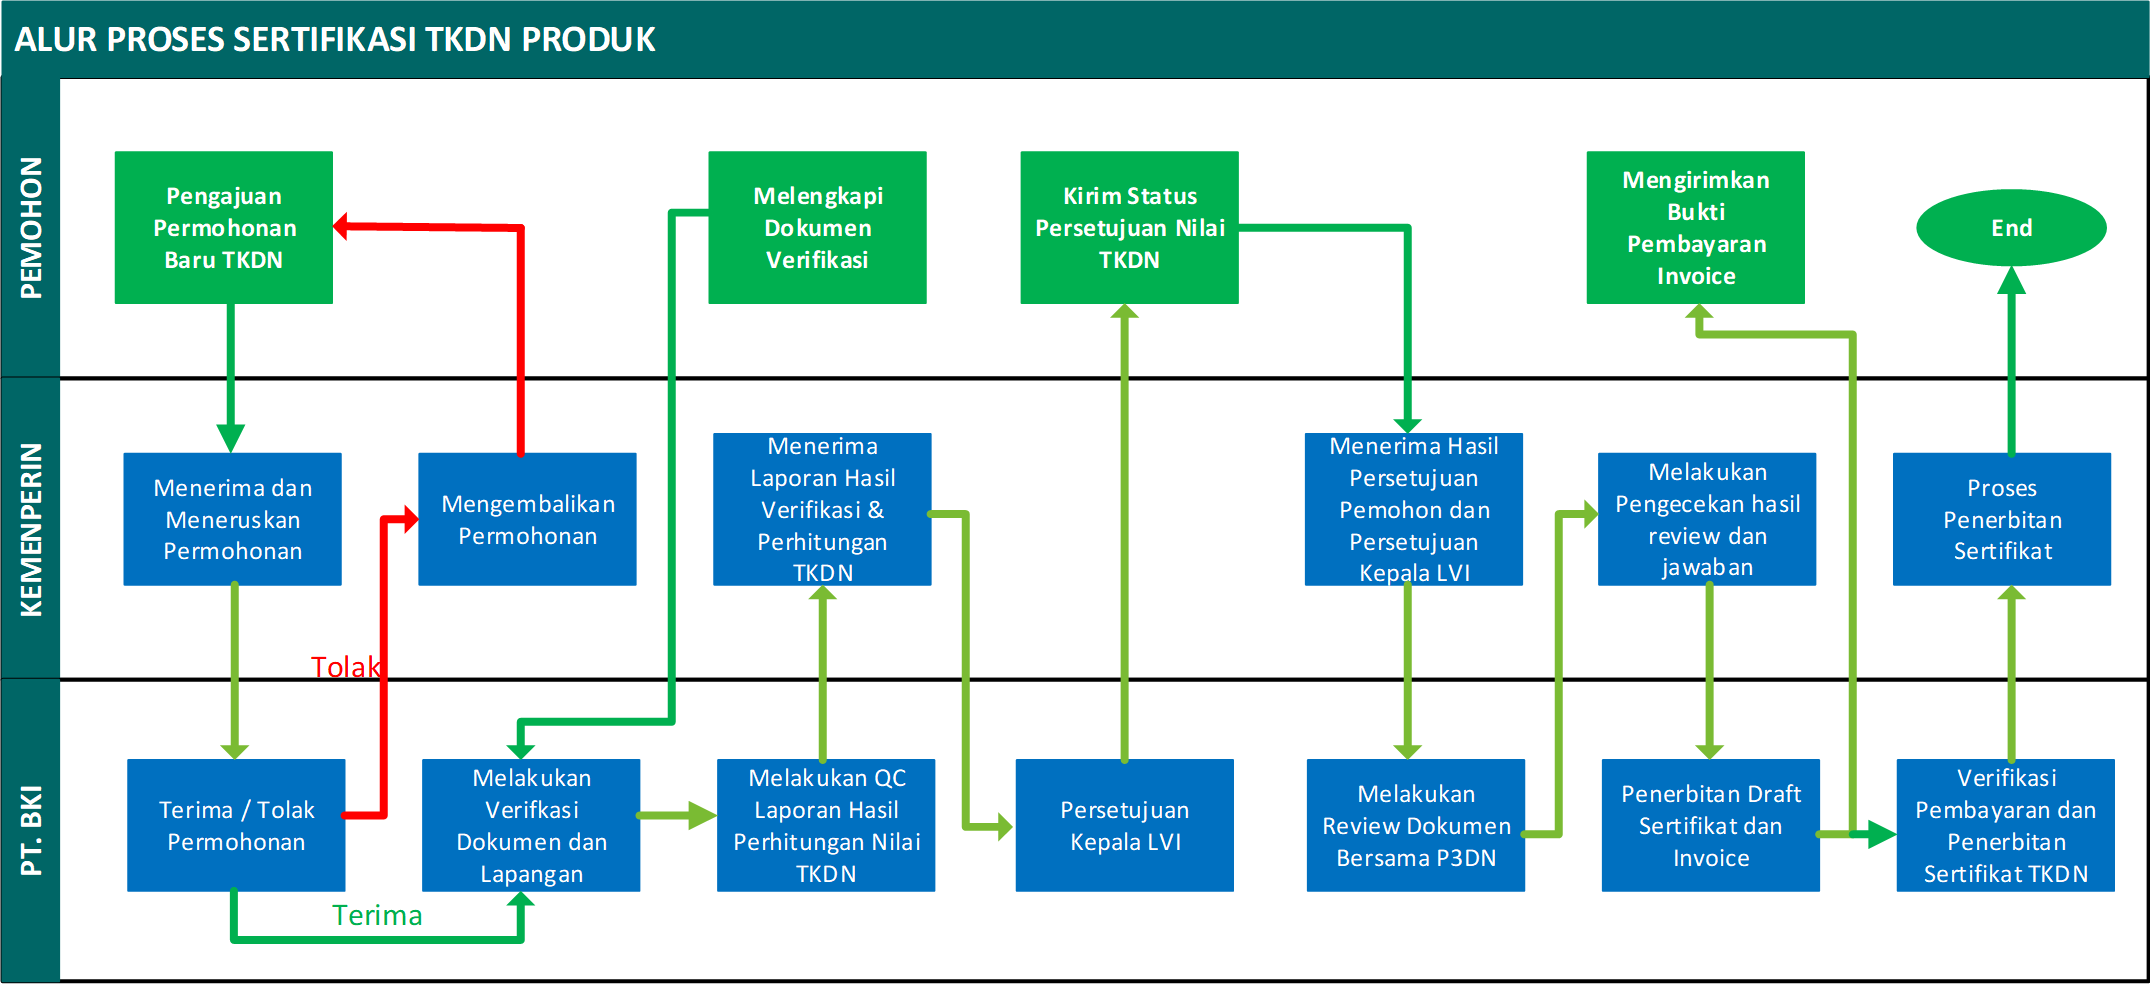 ALUR PROSES SERTIFIKASI TKDN PRODUK
PEMOHON
Pengajuan
Permohonan
Baru TKDN
Melengkapi
Dokumen
Verifikasi
Kirim Status
Persetujuan Nilai
TKDN
Mengirimkan
Bukti
Pembayaran
Invoice
End
KEMENPERIN
Menerima dan
Meneruskan
Permohonan
Mengembalikan
Permohonan
Menerima
Laporan Hasil
Verifikasi &
Perhitungan
TKDN
Menerima Hasil
Persetujuan
Pemohon dan
Persetujuan
Kepala LVI
Melakukan
Pengecekan hasil
review dan
jawaban
Proses
Penerbitan
Sertifikat
Tolak
PT. BKI
Terima / Tolak
Permohonan
Melakukan
Verifkasi
Dokumen dan
Lapangan
Melakukan QC
Laporan Hasil
Perhitungan Nilai
TKDN
Persetujuan
Kepala LVI
Melakukan
Review Dokumen
Bersama P3DN
Penerbitan Draft
Sertifikat dan
Invoice
Verifikasi
Pembayaran dan
Penerbitan
Sertifikat TKDN
Terima